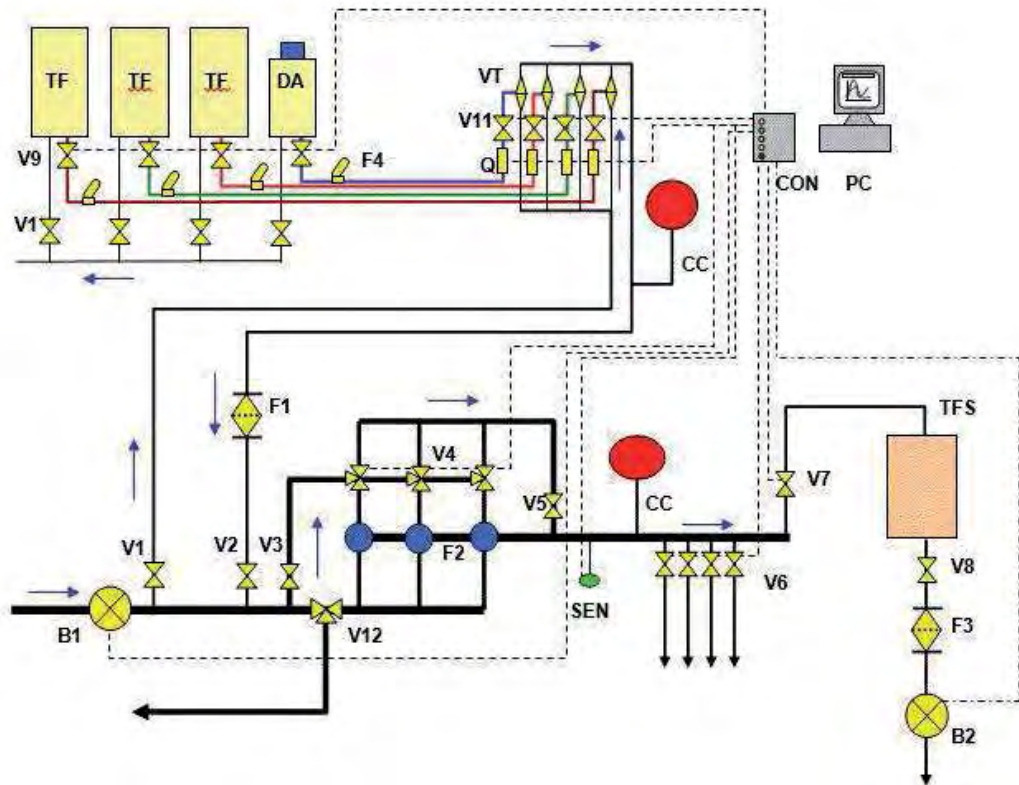 TF TF TF DA
VT
V11
V9
F4
Q
CON PC
V1
CC
F1
TFS
V4
V7
V5
CC
V1 V2 V3
F2
V8
V6
SEN
B1
V12
F3
B2